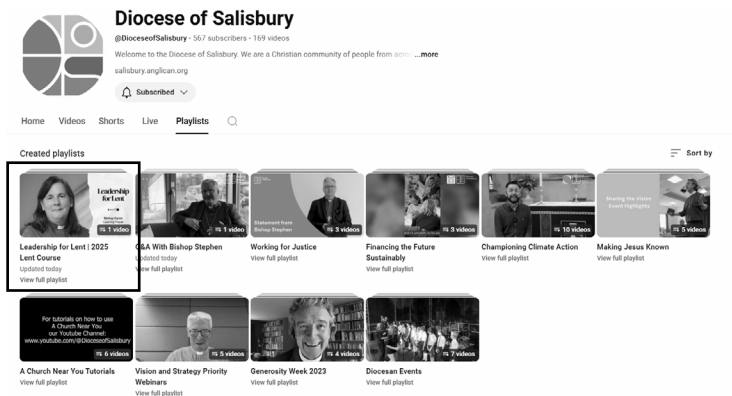 Diocese of Salisbury
@DioceseofSalisbury · 567 subscribers · 169 videos
Welcome to the Diocese of Salisbury. We are a Christian community of people from across ...more
salisbury.anglican.org
Subscribed
Home Videos Shorts Live Playlists
Created playlists
Sort by
Leadership
for Lent
1 video
1 video
Statement from
Bishop Stephen
3 videos
3 videos
10 videos
Sharing the Vision
Event Highlights
5 videos
Leadership for Lent | 2025
Lent Course
Updated today
View full playlist
Q&A With Bishop Stephen
Updated today
View full playlist
Working for Justice
View full playlist
Financing the Future
Sustainably
View full playlist
Championing Climate Action
View full playlist
Making Jesus Known
View full playlist
For tutorials on how to use
A Church Near You
our Youtube Channel:
www.youtube.com/@DioceseofSalisbury
6 videos
5 videos
4 videos
7 videos
A Church Near You Tutorials
View full playlist
Vision and Strategy Priority
Webinars
View full playlist
Generosity Week 2023
View full playlist
Diocesan Events
View full playlist